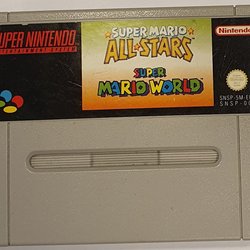 SUPER NINTENDO
ENTERTAINMENT SYSTEM
SUPER MARIO
ALL★STARS
SUPER
MARIO WORLD
Nintendo